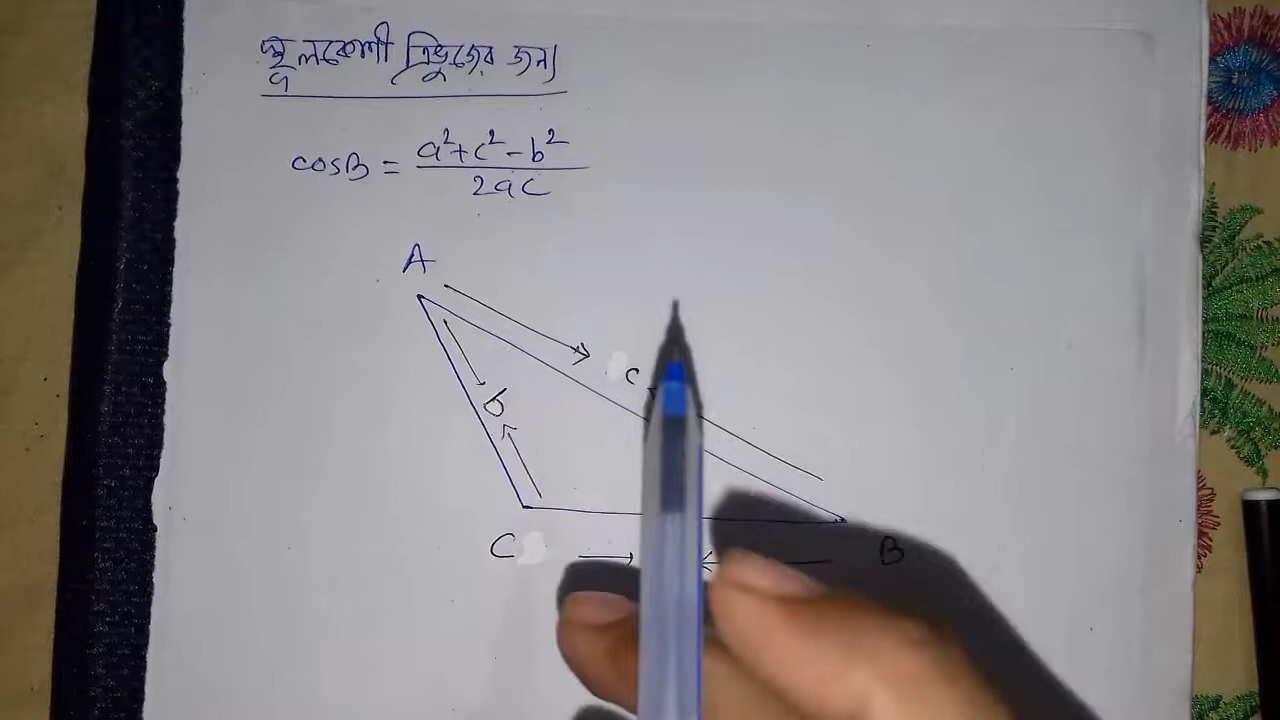 স্থূলকোণী ত্রিভুজের জন্য
cosB = a²+c²-b² / 2ac
A
c
b
C
B